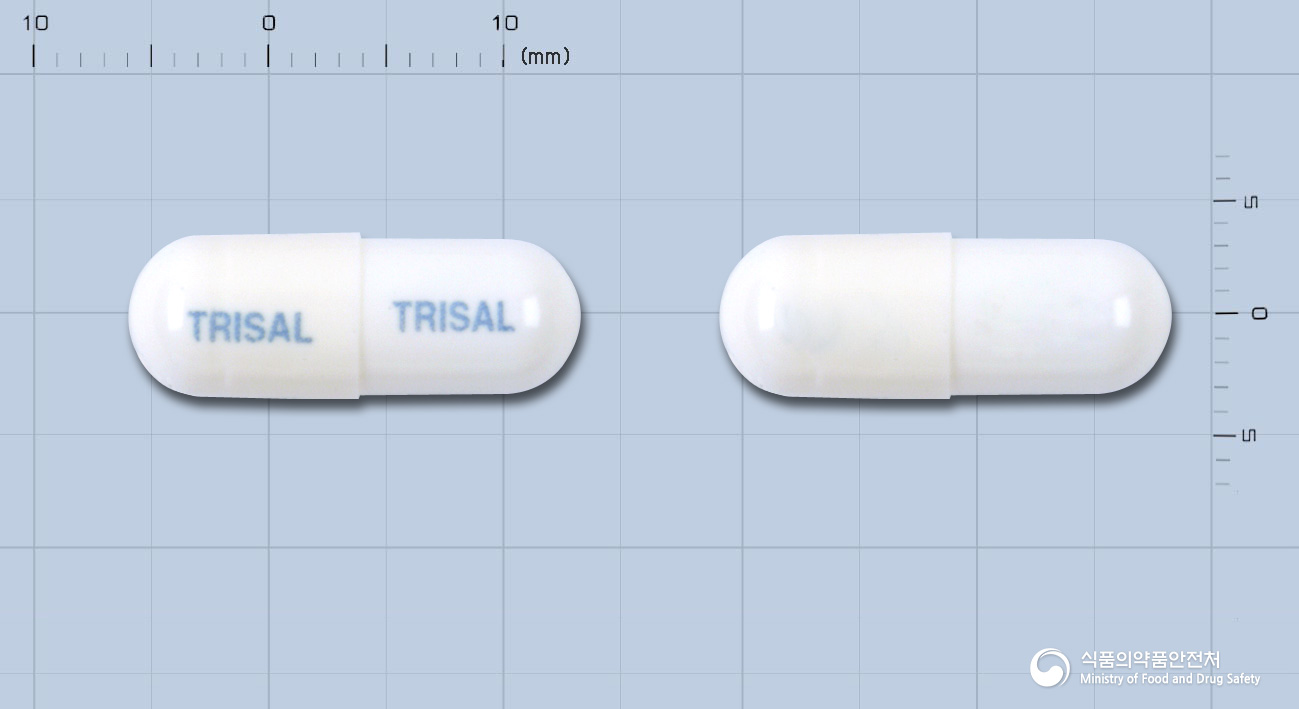 10 0 10
(mm)
TRISAL TRISAL
5
0
5
식품의약품안전처
Ministry of Food and Drug Safety